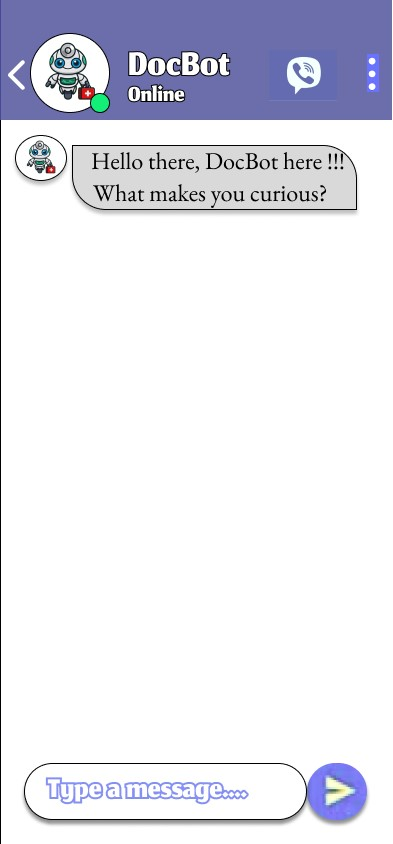 DocBot
Online
Hello there, DocBot here !!!
What makes you curious?
Type a message....